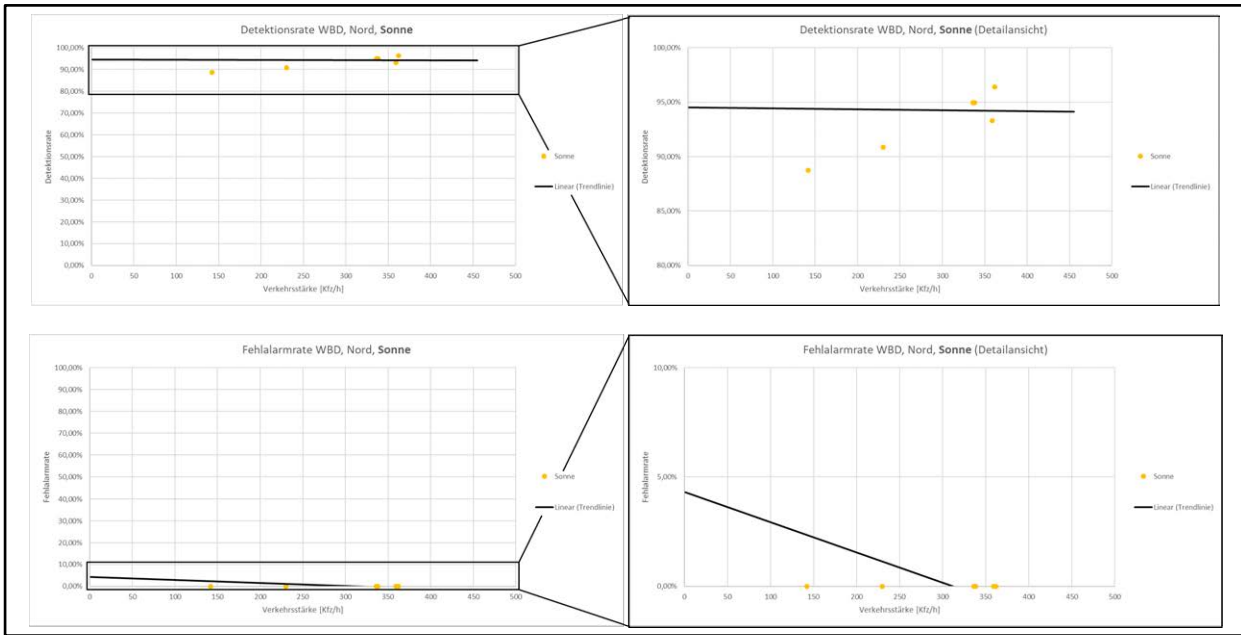 Detektionsrate WBD, Nord, Sonne
100,00%
90,00%
80,00%
70,00%
60,00%
50,00%
40,00%
30,00%
20,00%
10,00%
0,00%
Detektionsrate
0 50 100 150 200 250 300 350 400 450 500
Verkehrsstärke [Kfz/h]
Sonne
Linear (Trendlinie)
Detektionsrate WBD, Nord, Sonne (Detailansicht)
100,00%
95,00%
90,00%
85,00%
80,00%
Detektionsrate
0 50 100 150 200 250 300 350 400 450 500
Verkehrsstärke [Kfz/h]
Sonne
Linear (Trendlinie)
Fehlalarmrate WBD, Nord, Sonne
100,00%
90,00%
80,00%
70,00%
60,00%
50,00%
40,00%
30,00%
20,00%
10,00%
0,00%
Fehlalarmrate
0 50 100 150 200 250 300 350 400 450 500
Verkehrsstärke [Kfz/h]
Sonne
Linear (Trendlinie)
Fehlalarmrate WBD, Nord, Sonne (Detailansicht)
10,00%
5,00%
0,00%
Fehlalarmrate
0 50 100 150 200 250 300 350 400 450 500
Verkehrsstärke [Kfz/h]
Sonne
Linear (Trendlinie)